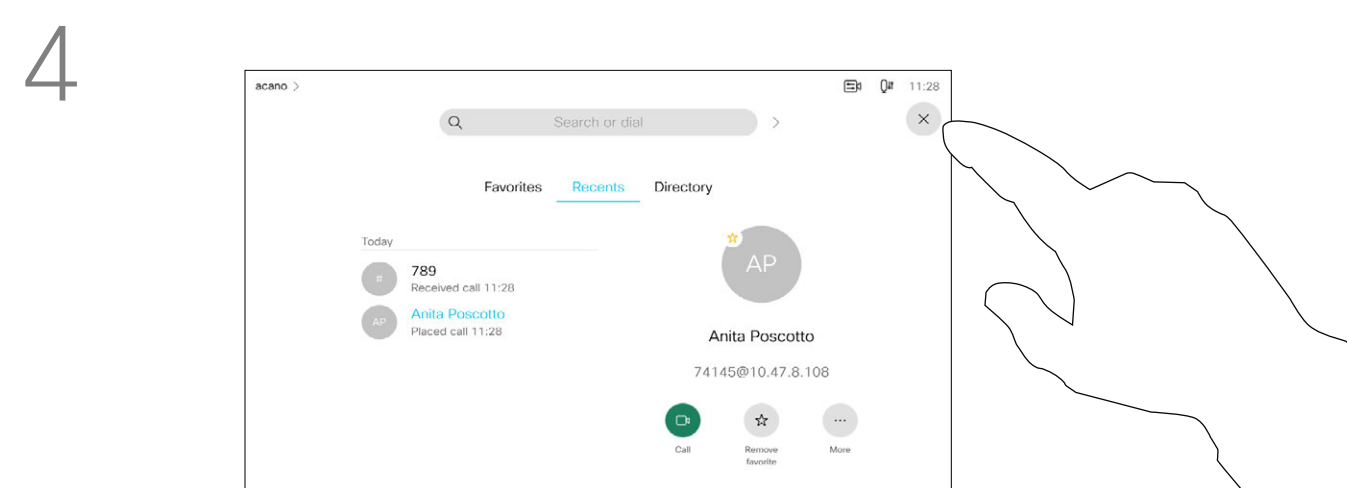 4
acano >
11:28
Search or dial >
Favorites Recents Directory
Today
# 789
Received call 11:28
AP Anita Poscotto
Placed call 11:28
AP
Anita Poscotto
74145@10.47.8.108
Call Remove favorite More